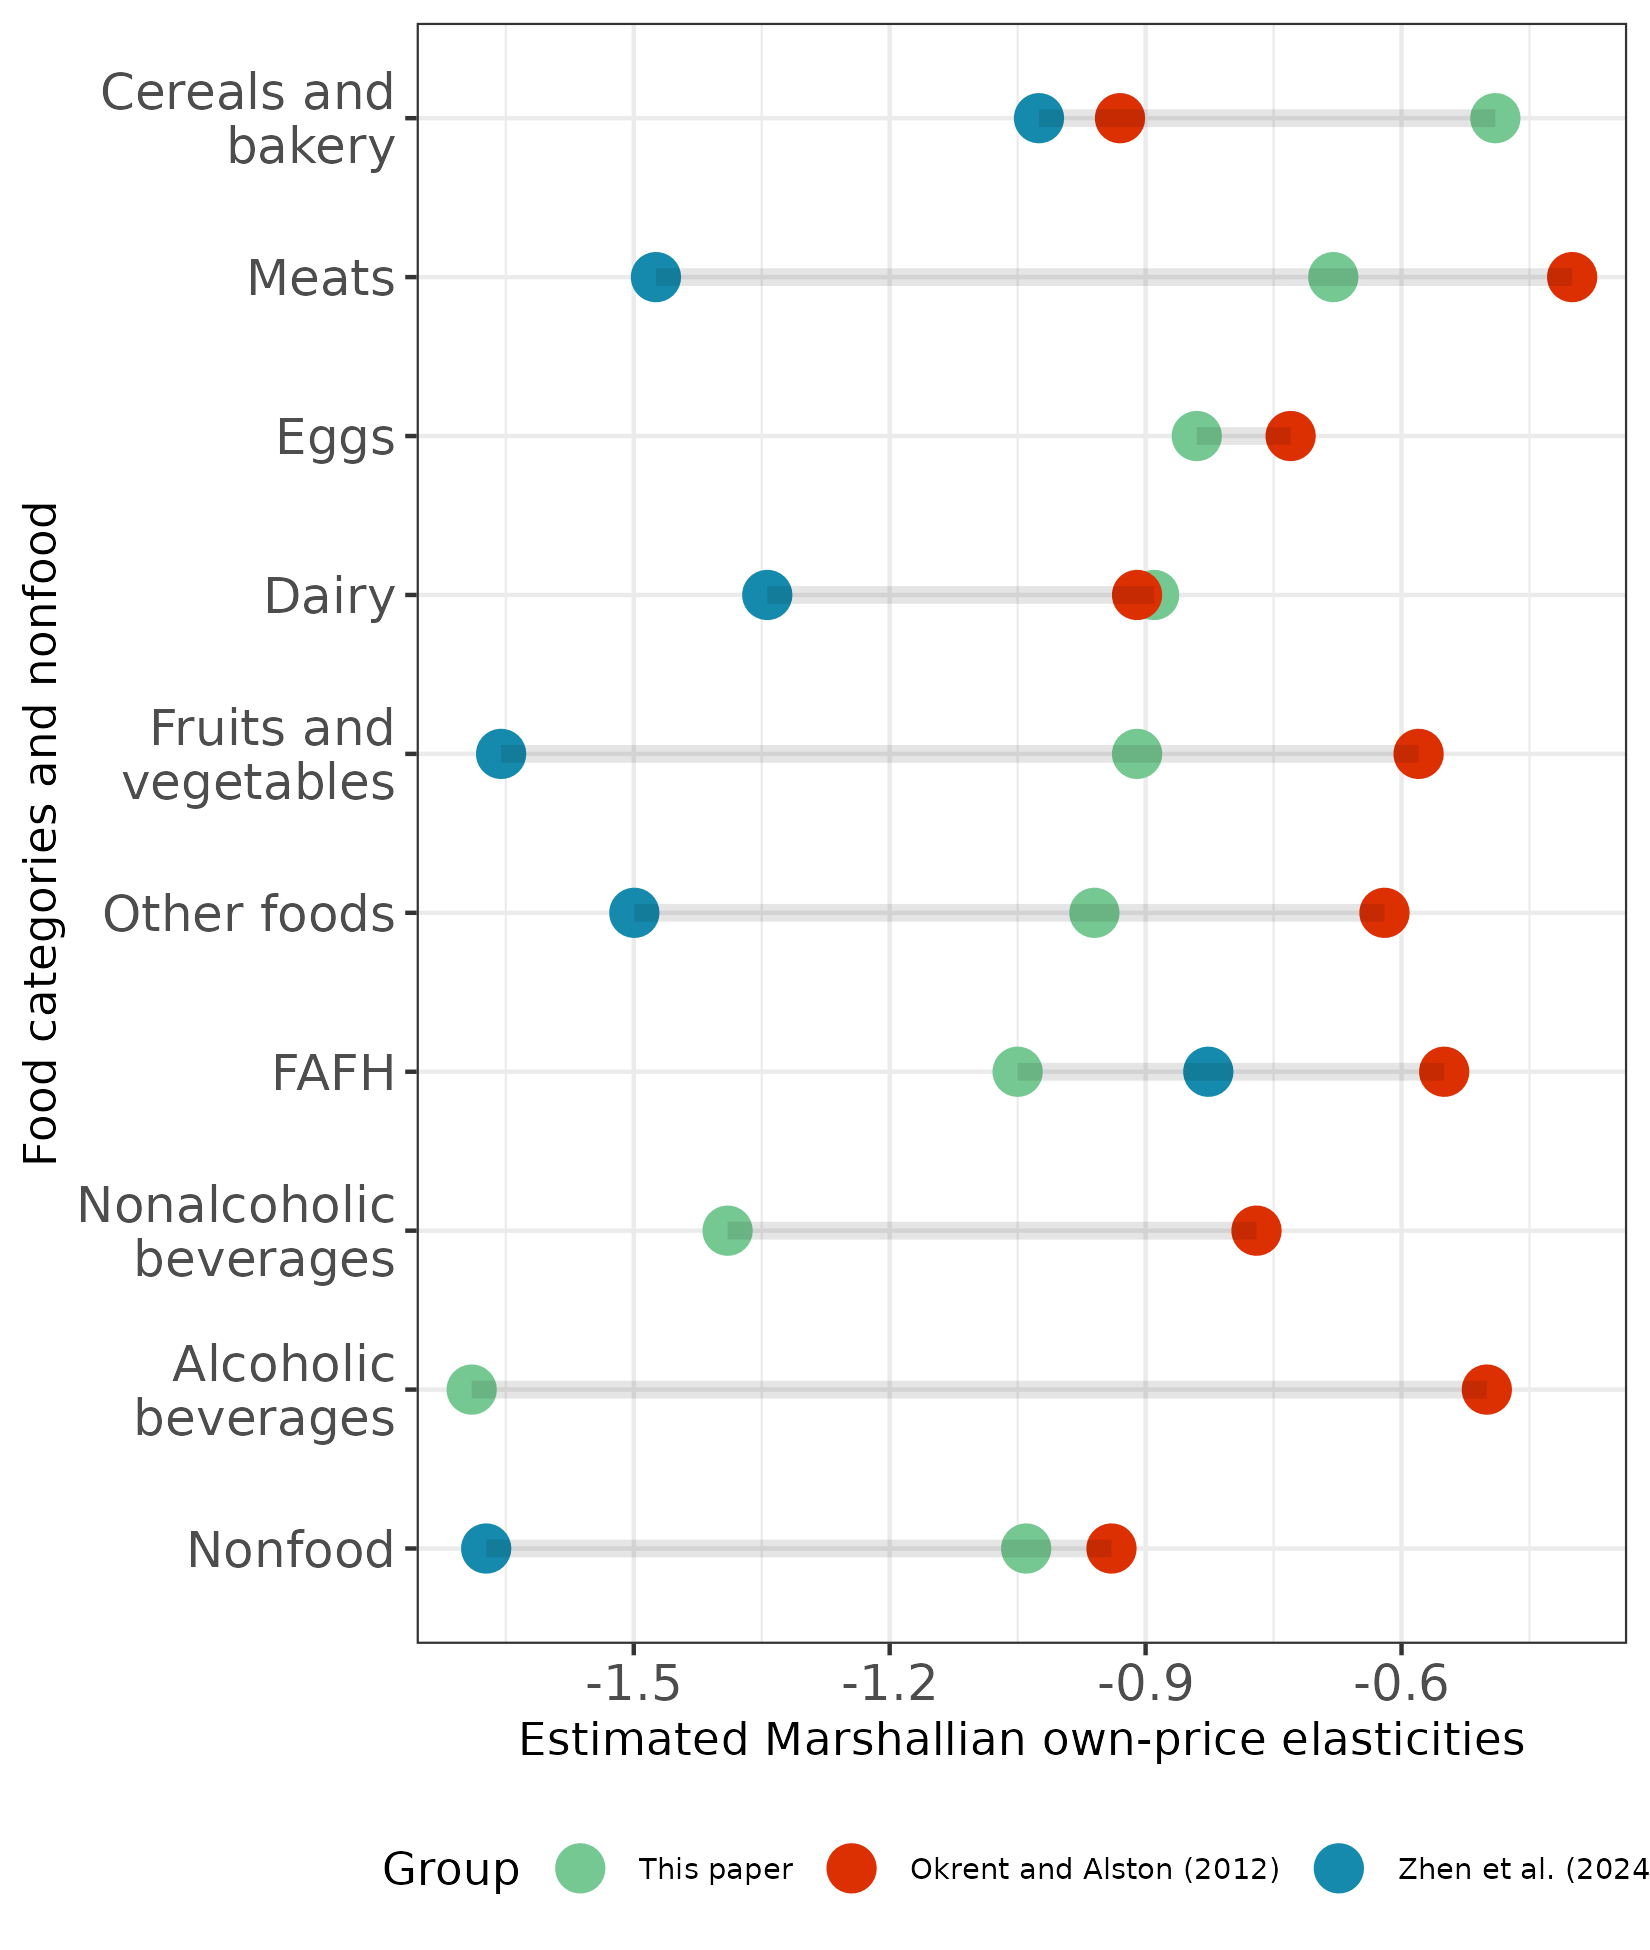 Cereals and
bakery
Meats
Eggs
Dairy
Fruits and
vegetables
Other foods
FAFH
Nonalcoholic
beverages
Alcoholic
beverages
Nonfood
Food categories and nonfood
-1.5 -1.2 -0.9 -0.6
Estimated Marshallian own-price elasticities
Group This paper Okrent and Alston (2012) Zhen et al. (2024